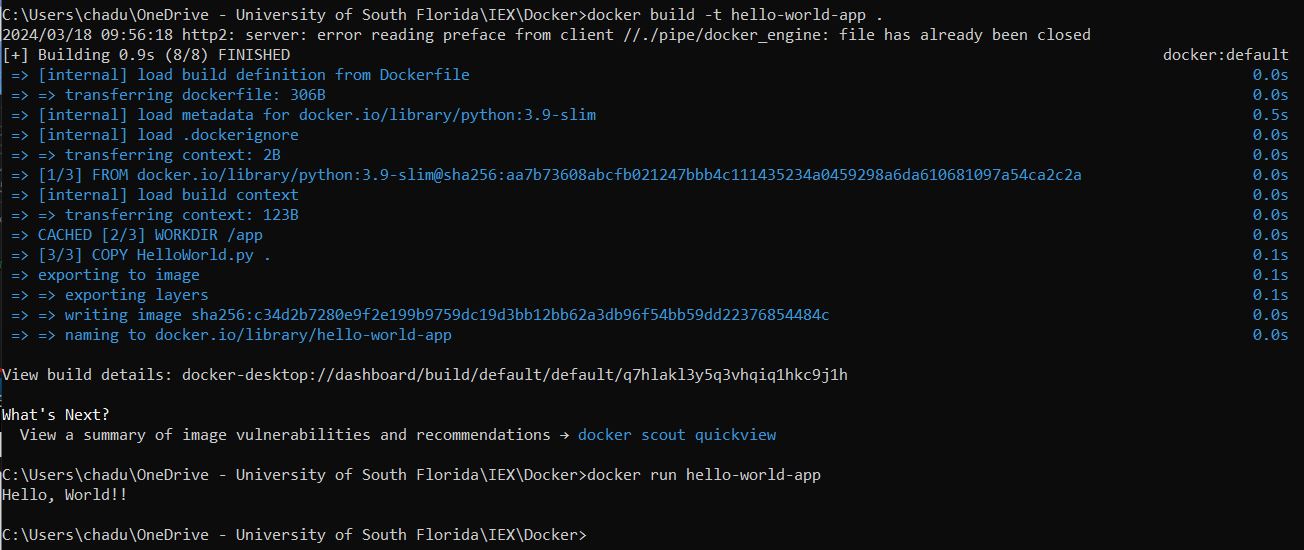 C:\Users\chadu\OneDrive - University of South Florida\IEX\Docker>docker build -t hello-world-app .
2024/03/18 09:56:18 http2: server: error reading preface from client //./pipe/docker_engine: file has already been closed
[+] Building 0.9s (8/8) FINISHED docker:default
=> [internal] load build definition from Dockerfile 0.0s
=> => transferring dockerfile: 306B 0.0s
=> [internal] load metadata for docker.io/library/python:3.9-slim 0.5s
=> [internal] load .dockerignore 0.0s
=> => transferring context: 2B 0.0s
=> [1/3] FROM docker.io/library/python:3.9-slim@sha256:aa7b73608abcfb021247bbb4c111435234a0459298a6da610681097a54ca2c2a 0.0s
=> [internal] load build context 0.0s
=> => transferring context: 123B 0.0s
=> CACHED [2/3] WORKDIR /app 0.0s
=> [3/3] COPY HelloWorld.py . 0.1s
=> exporting to image 0.1s
=> => exporting layers 0.1s
=> => writing image sha256:c34d2b7280e9f2e199b9759dc19d3bb12bb62a3db96f54bb59dd22376854484c 0.0s
=> => naming to docker.io/library/hello-world-app 0.0s
View build details: docker-desktop://dashboard/build/default/default/q7hlakl3y5q3vhqiq1hkc9j1h
What's Next?
View a summary of image vulnerabilities and recommendations → docker scout quickview
C:\Users\chadu\OneDrive - University of South Florida\IEX\Docker>docker run hello-world-app
Hello, World!!
C:\Users\chadu\OneDrive - University of South Florida\IEX\Docker>